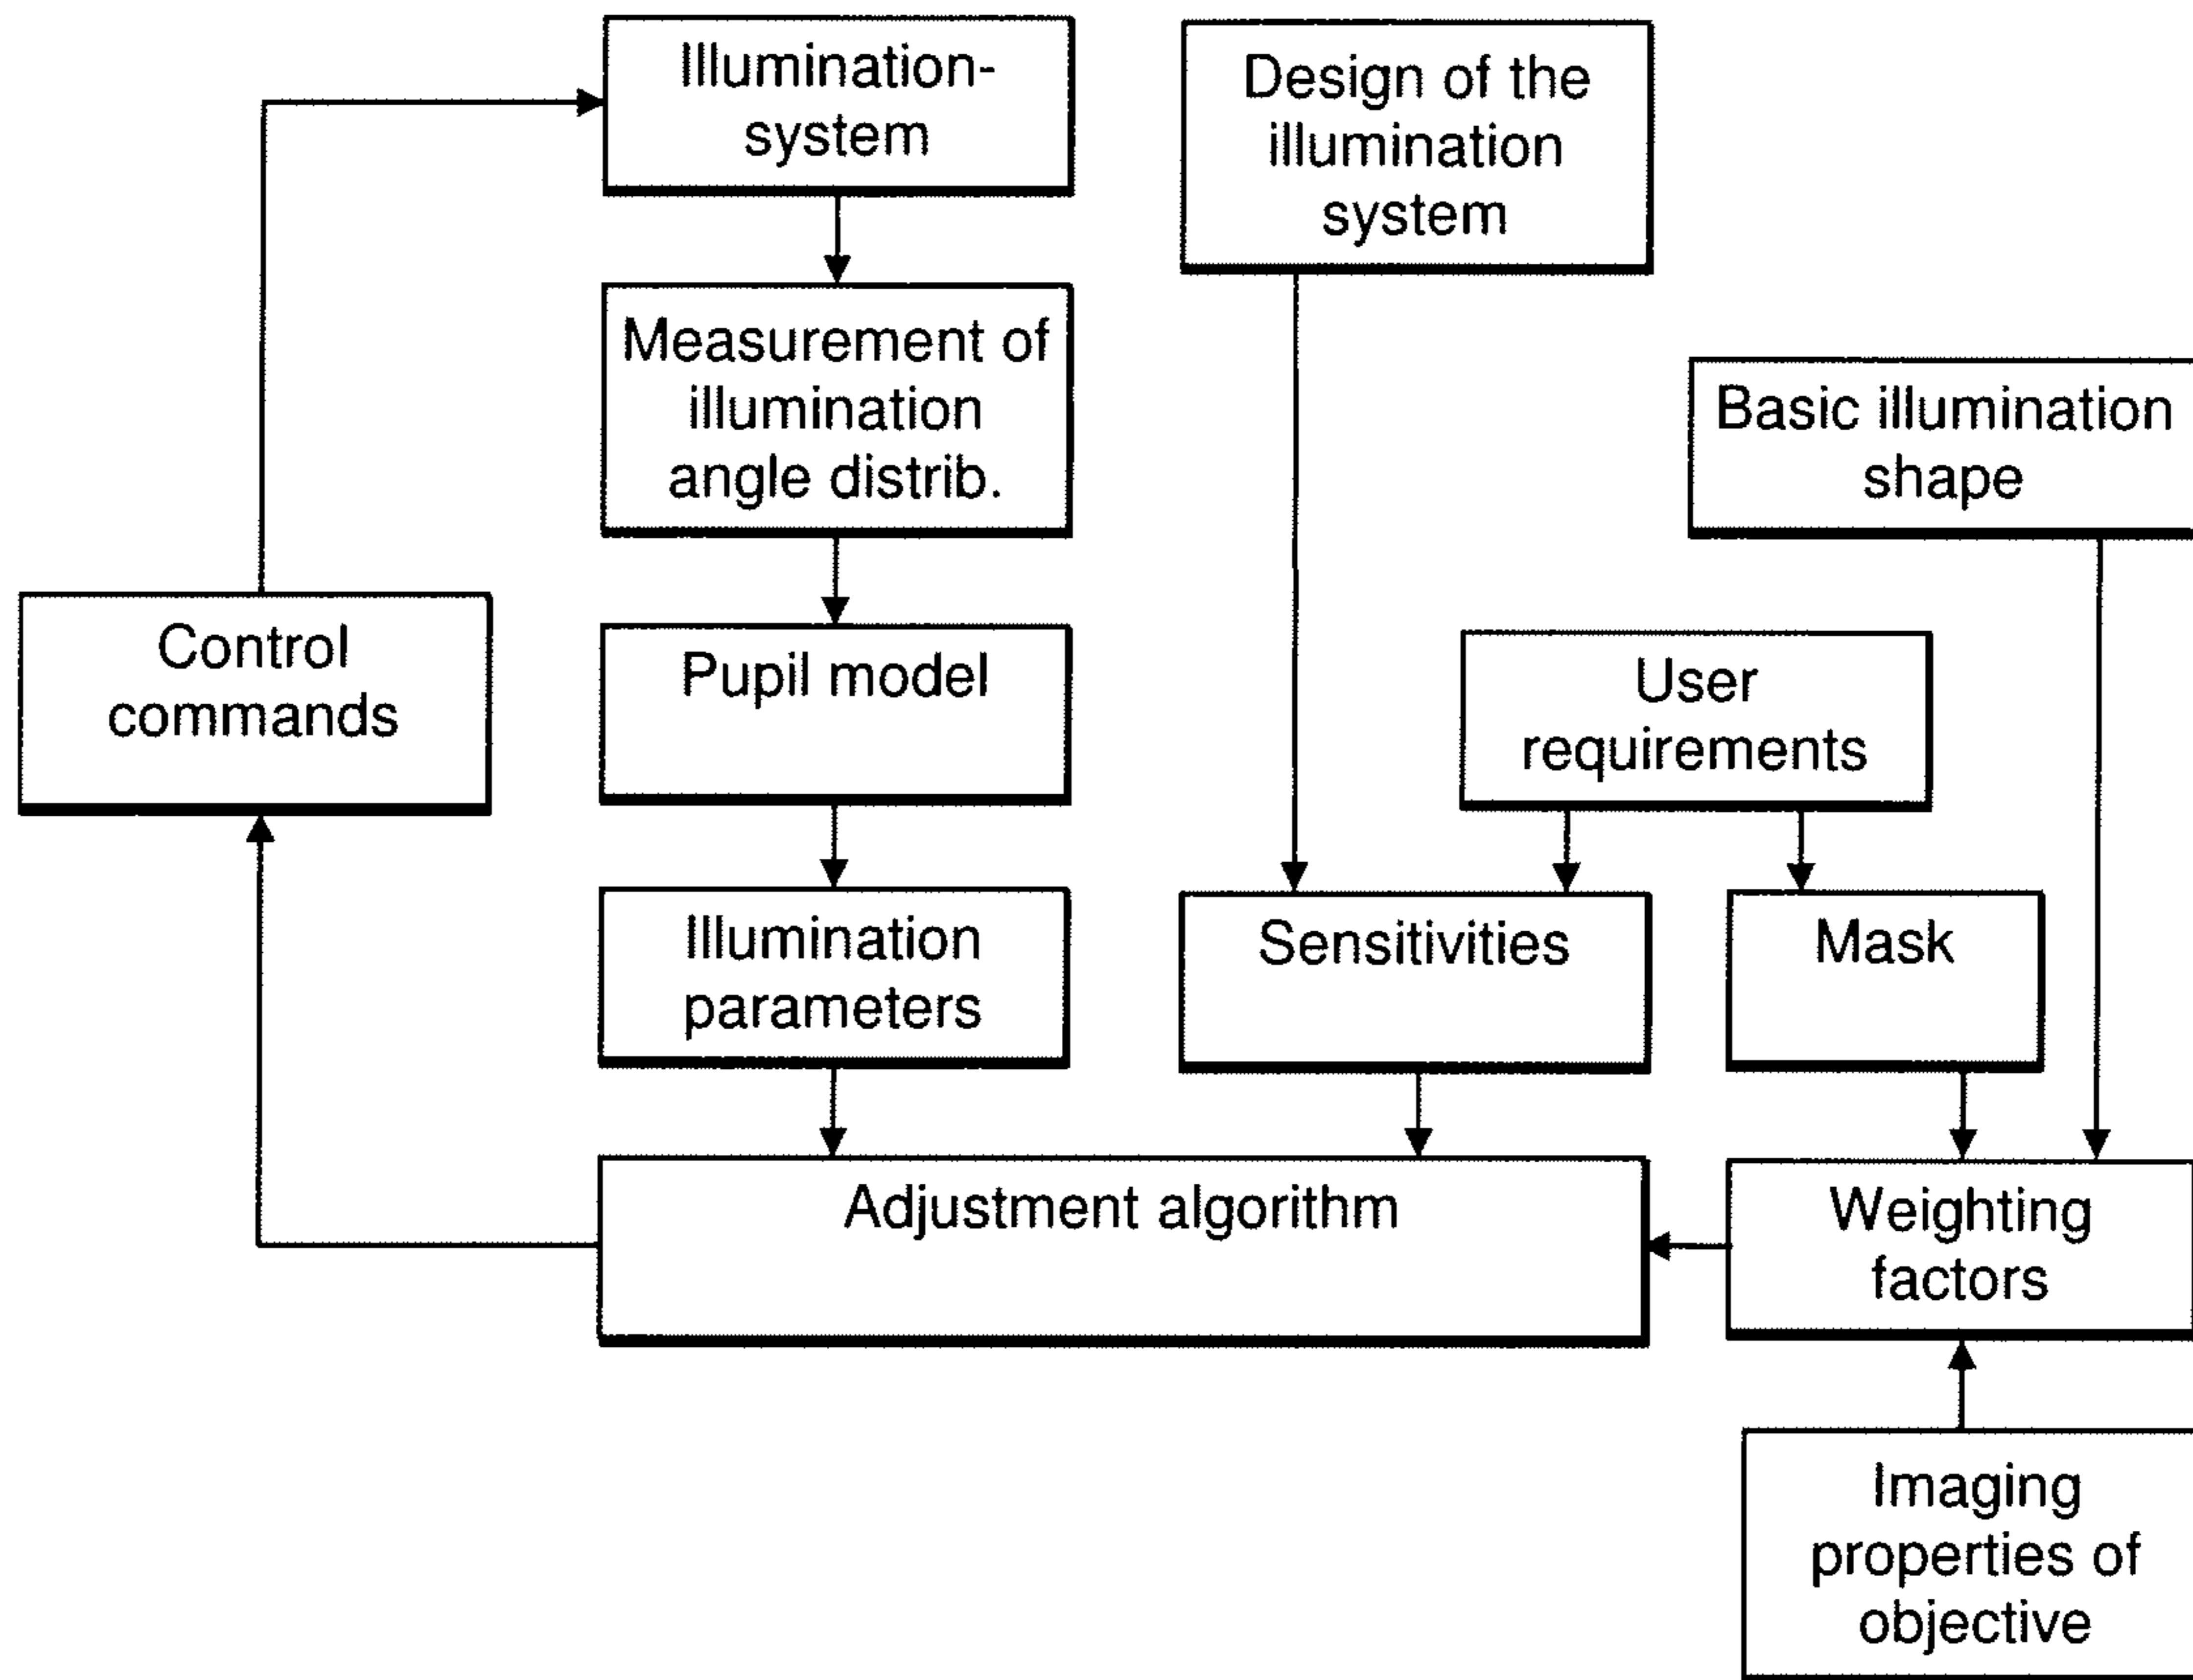 Illumination-
system
Design of the
illumination
system
Measurement of
illumination
angle distrib.
Basic illumination
shape
Control
commands
Pupil model
User
requirements
Illumination
parameters
Sensitivities
Mask
Adjustment algorithm
Weighting
factors
Imaging
properties of
objective